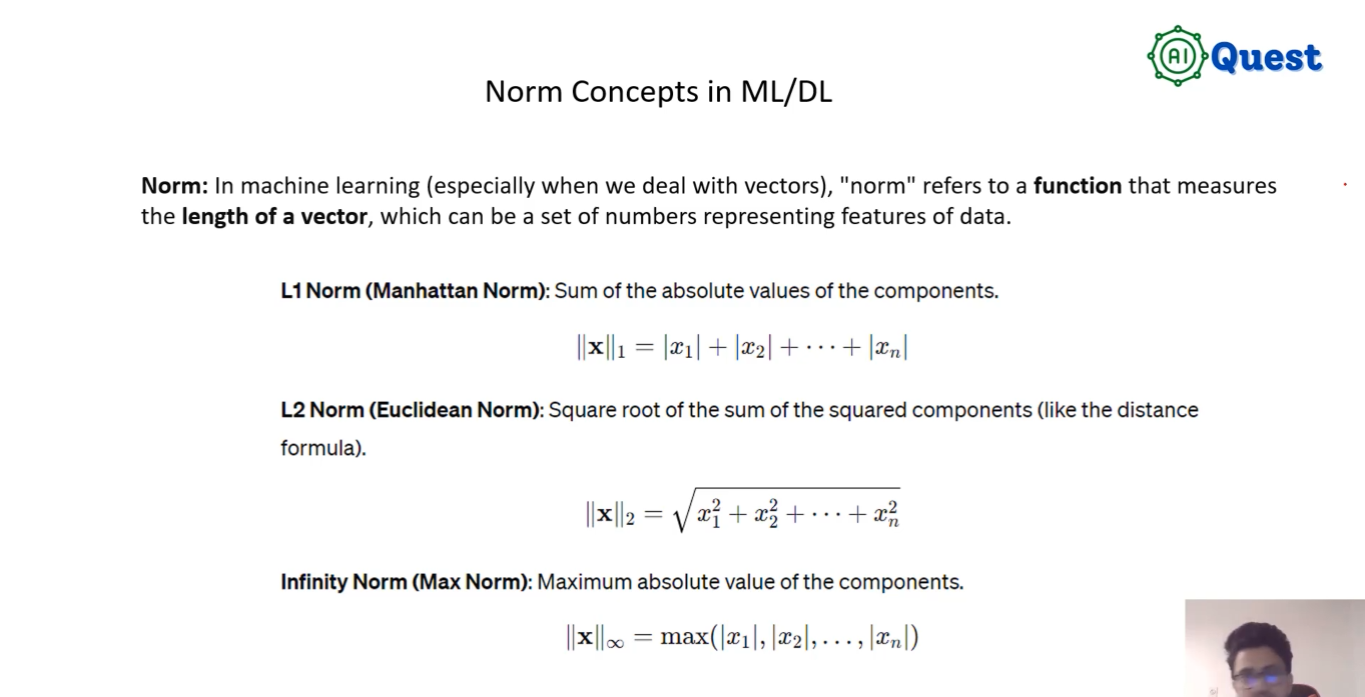 AI Quest
Norm Concepts in ML/DL
Norm: In machine learning (especially when we deal with vectors), "norm" refers to a function that measures
the length of a vector, which can be a set of numbers representing features of data.
L1 Norm (Manhattan Norm): Sum of the absolute values of the components.
‖x‖₁ = |x₁| + |x₂| + ⋯ + |xₙ|
L2 Norm (Euclidean Norm): Square root of the sum of the squared components (like the distance
formula).
‖x‖₂ = √(x₁² + x₂² + ⋯ + xₙ²)
Infinity Norm (Max Norm): Maximum absolute value of the components.
‖x‖∞ = max(|x₁|, |x₂|, . . . , |xₙ|)